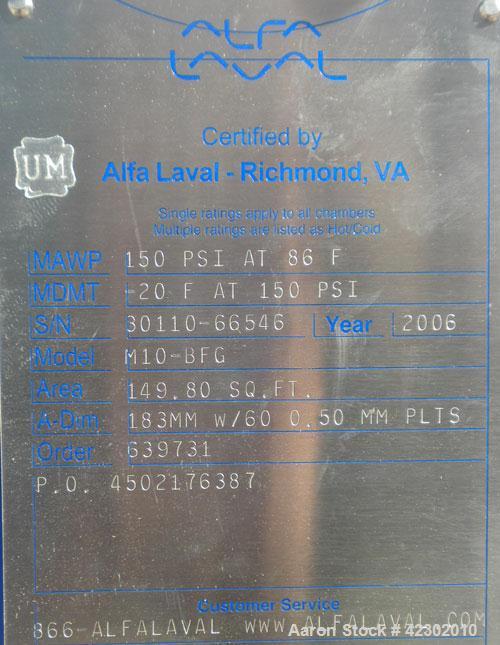 ALFA
LAVAL
Certified by
UM
Alfa Laval - Richmond, VA
Single ratings apply to all chambers
Multiple ratings are listed as Hot/Cold
MAWP 150 PSI AT 86 F
MDMT -20 F AT 150 PSI
S/N 30110-66546 Year 2006
Model M10-BFG
Area 149.80 SQ.FT.
A-Dim 183MM W/60 0.50 MM PLTS
Order 639731
P.O. 4502176387
Customer Service
866-ALFALAVAL WWW.ALFALAVAL.COM
Aaron Stock # 42302010